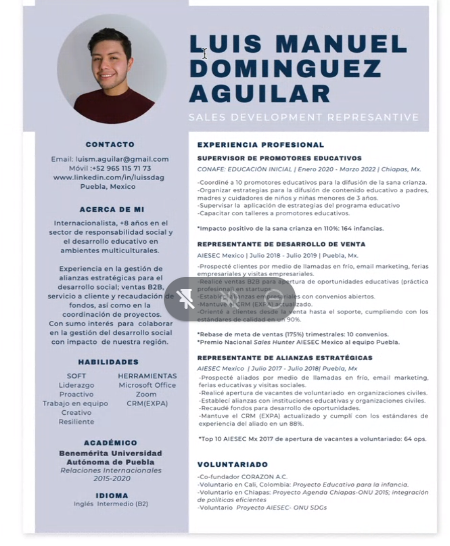 LUIS MANUEL
DOMINGUEZ
AGUILAR
SALES DEVELOPMENT REPRESANTIVE
CONTACTO
Email: luism.aguilar@gmail.com
Móvil :+52 965 115 71 73
www.linkedin.com/in/luissdag
Puebla, Mexico
ACERCA DE MI
Internacionalista, +8 años en el
sector de responsabilidad social y
el desarrollo educativo en
ambientes multiculturales.
Experiencia en la gestión de
alianzas estratégicas para el
desarrollo social; ventas B2B,
servicio a cliente y recaudación de
fondos, así como en la
coordinación de proyectos.
Con sumo interés para colaborar
en la gestión del desarrollo social
con impacto de nuestra región.
HABILIDADES
SOFT
Liderazgo
Proactivo
Trabajo en equipo
Creativo
Resiliente
HERRAMIENTAS
Microsoft Office
Zoom
CRM(EXPA)
ACADÉMICO
Benemérita Universidad
Autónoma de Puebla
Relaciones Internacionales
2015-2020
IDIOMA
Inglés Intermedio (B2)
EXPERIENCIA PROFESIONAL
SUPERVISOR DE PROMOTORES EDUCATIVOS
CONAFE: EDUCACIÓN INICIAL | Enero 2020 - Marzo 2022 | Chiapas, Mx.
-Coordiné a 10 promotores educativos para la difusión de la sana crianza.
-Organizar estrategias para la difusión de contenido educativo a padres,
madres y cuidadores de niños y niñas menores de 3 años.
-Supervisar la aplicación de estrategias del programa educativo
-Capacitar con talleres a promotores educativos.
*Impacto positivo de la sana crianza en 110%: 164 infancias.
REPRESENTANTE DE DESARROLLO DE VENTA
AIESEC Mexico | Julio 2018 - Julio 2019 | Puebla, Mx.
-Prospecté clientes por medio de llamadas en frío, email marketing, ferias
empresariales y visitas empresariales.
-Realicé ventas B2B para apertura de oportunidades educativas (práctica
profesional) en startups.
-Establecí alianzas empresariales con convenios abiertos.
-Mantuve el CRM (EXPA) actualizado.
-Orienté a clientes desde la venta hasta el soporte, cumpliendo con los
estándares de calidad en un 90%.
*Rebase de meta de ventas (175%) trimestrales: 10 convenios.
*Premio Nacional Sales Hunter AIESEC México al equipo Puebla.
REPRESENTANTE DE ALIANZAS ESTRATÉGICAS
AIESEC Mexico | Julio 2017 - Julio 2018| Puebla, Mx
-Prospecté aliados por medio de llamadas en frío, email marketing,
ferias educativas y visitas sociales.
-Realicé apertura de vacantes de voluntariado en organizaciones civiles.
-Establecí alianzas con instituciones educativas y organizaciones civiles.
-Recaudé fondos para desarrollo de oportunidades.
-Mantuve el CRM (EXPA) actualizado y cumplí con los estándares de
experiencia del aliado en un 88%.
*Top 10 AIESEC Mx 2017 de apertura de vacantes a voluntariado: 64 ops.
VOLUNTARIADO
-Co-fundador CORAZON A.C.
-Voluntario en Cali, Colombia: Proyecto Educativa para la infancia.
-Voluntario en Chiapas: Proyecto Agenda Chiapas-ONU 2015; integración
de políticas eficientes
-Voluntario Proyecto AIESEC- ONU SDGs